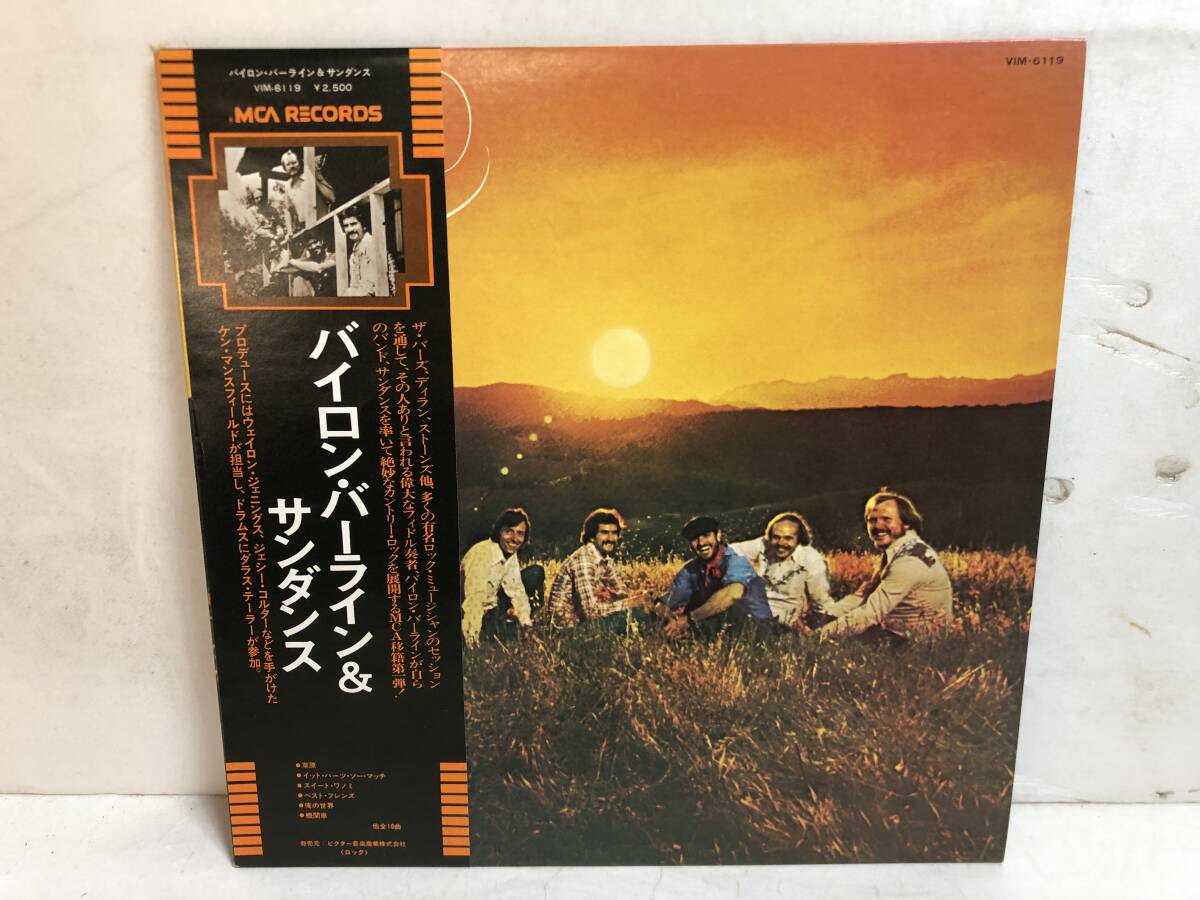 バイロン・バーライン&サンダンス
VIM-6119 ¥2,500
MCA RECORDS
VIM-6119
ザ・バーズ、ディラン、ストーンズ他、多くの有名ロック・ミュージシャンのセッション
を通じて、その人ありと言われる偉大なフィドル奏者、バイロン・バーラインが自ら
のバンド、サンダンスを率いて絶妙なカントリー・ロックを展開するMCA移籍第一弾!
バイロン・バーライン&
サンダンス
プロデュースにはウェイロン・ジェニングス、ジェシー・コルターなどを手がけた
ケン・マンスフィールドが担当し、ドラムスにダラス・テーラーが参加。
●草原
●イット・ハーツ・ソー・マッチ
●スイート・ワノミ
●ベスト・フレンズ
●俺の世界
●機関車
他全10曲
発売元:ビクター音楽産業株式会社
〈ロック〉